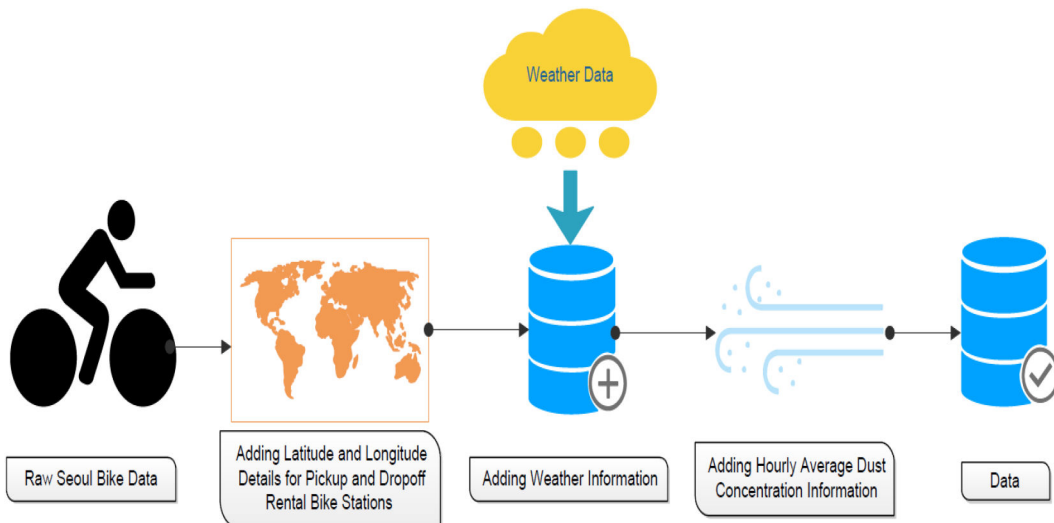 Weather Data
Raw Seoul Bike Data
Adding Latitude and Longitude
Details for Pickup and Dropoff
Rental Bike Stations
Adding Weather Information
Adding Hourly Average Dust
Concentration Information
Data